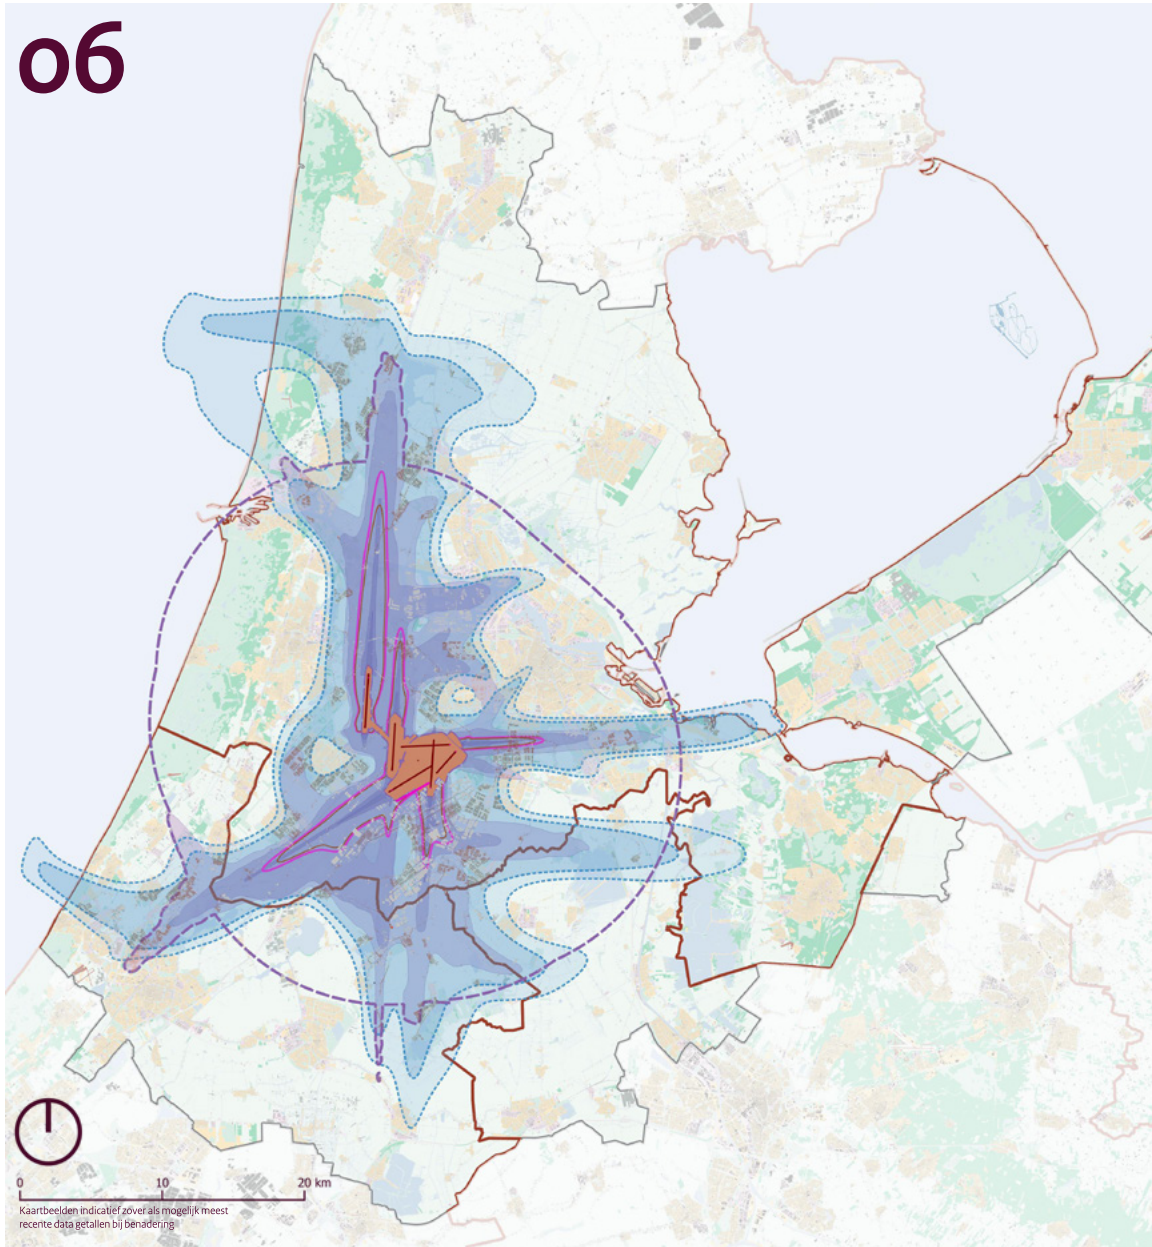 06
0 10 20 km
Kaartbeelden indicatief zover als mogelijk meest
recente data getallen bij benadering